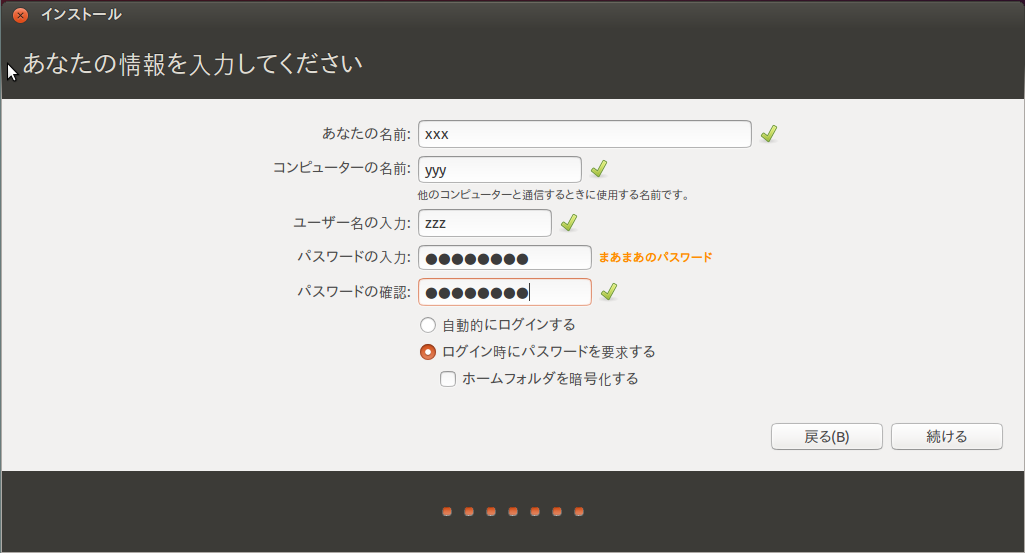 インストール
あなたの情報を入力してください
あなたの名前: xxx
コンピューターの名前: yyy
他のコンピューターと通信するときに使用する名前です。
ユーザー名の入力: zzz
パスワードの入力: ●●●●●●●● まあまあのパスワード
パスワードの確認: ●●●●●●●●
自動的にログインする
ログイン時にパスワードを要求する
ホームフォルダを暗号化する
戻る(B) 続ける